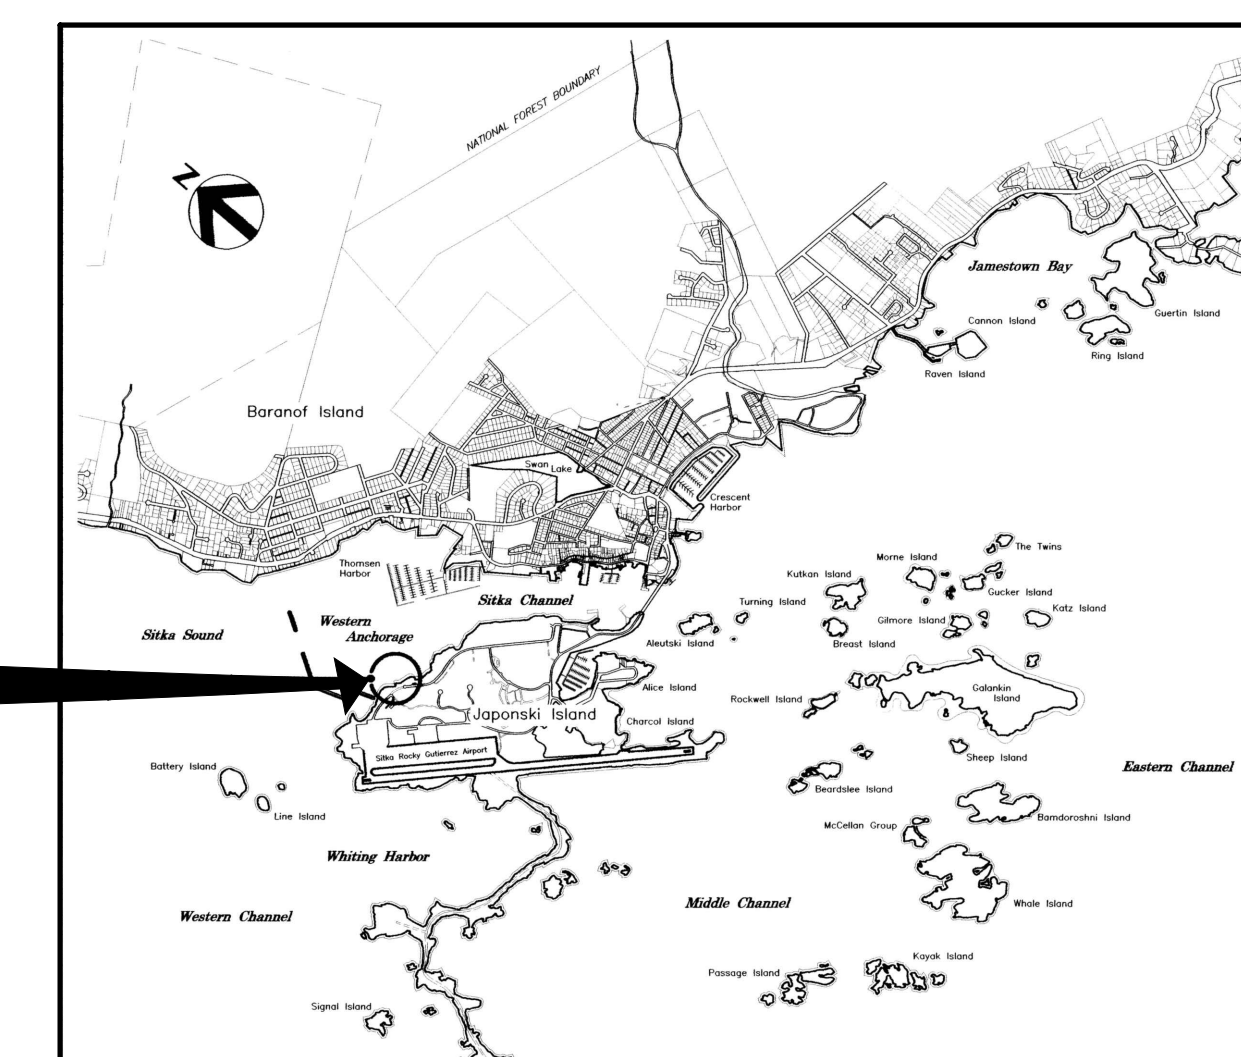 NATIONAL FOREST BOUNDARY
N
Jamestown Bay
Guertin Island
Cannon Island
Ring Island
Raven Island
Baranof Island
Swan
Lake
Crescent
Harbor
Thomsen
Harbor
Sitka Channel
Western
Anchorage
Sitka Sound
The Twins
Morne Island
Kutkan Island
Gucker Island
Turning Island
Katz Island
Gilmore Island
Aleutski Island
Breast Island
Alice Island
Galankin
Island
Rockwell Island
Japonski Island
Charcol Island
Sitka Rocky Gutierrez Airport
Sheep Island
Battery Island
Eastern Channel
Beardslee Island
Line Island
Bamdoroshni Island
McCellan Group
Whiting Harbor
Middle Channel
Whale Island
Western Channel
Kayak Island
Passage Island
Signal Island